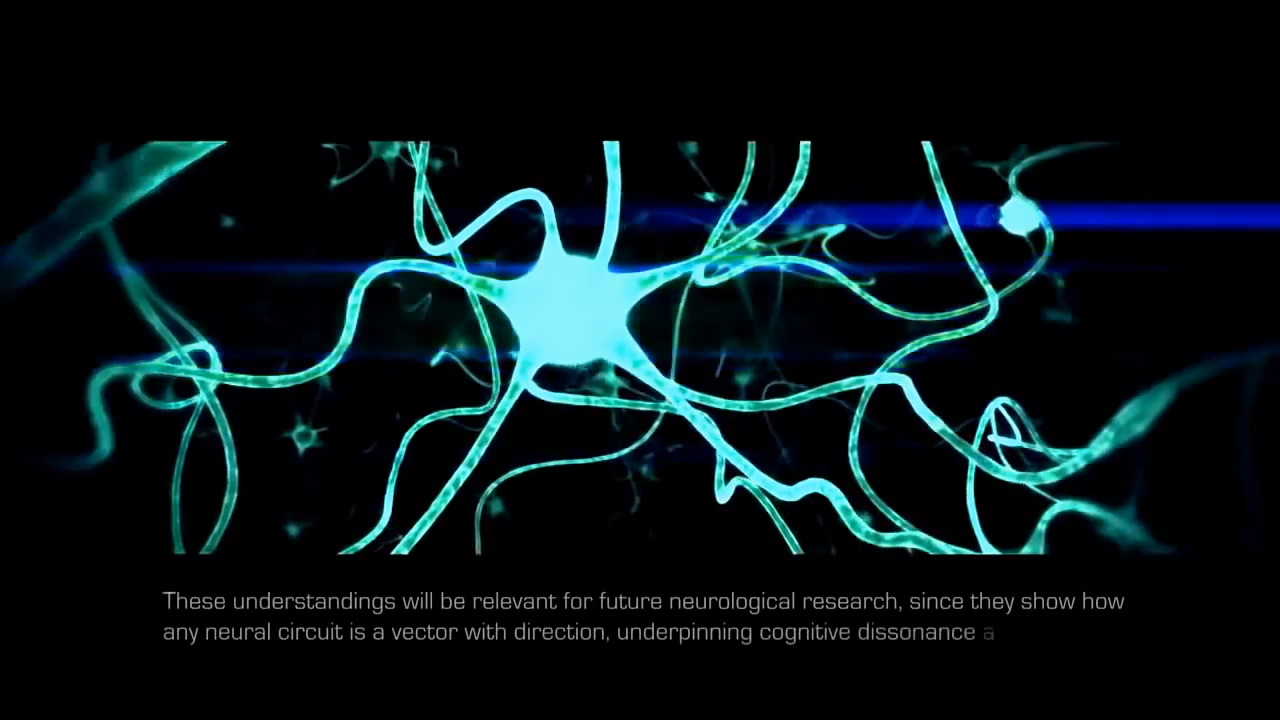 These understandings will be relevant for future neurological research, since they show how
any neural circuit is a vector with direction, underpinning cognitive dissonance a